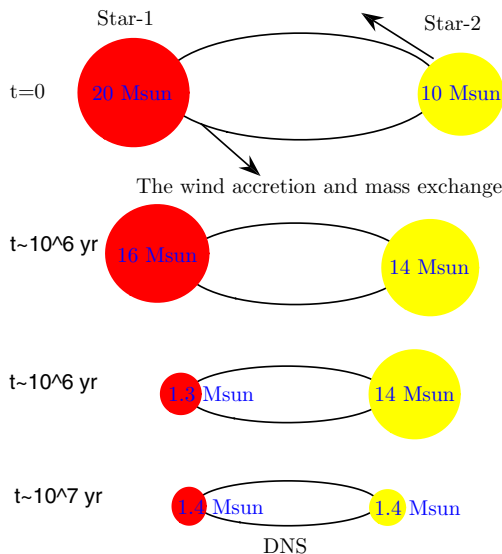 Star-1
Star-2
t=0
20 Msun
10 Msun
The wind accretion and mass exchange
t~10^6 yr
16 Msun
14 Msun
t~10^6 yr
1.3 Msun
14 Msun
t~10^7 yr
1.4 Msun
1.4 Msun
DNS